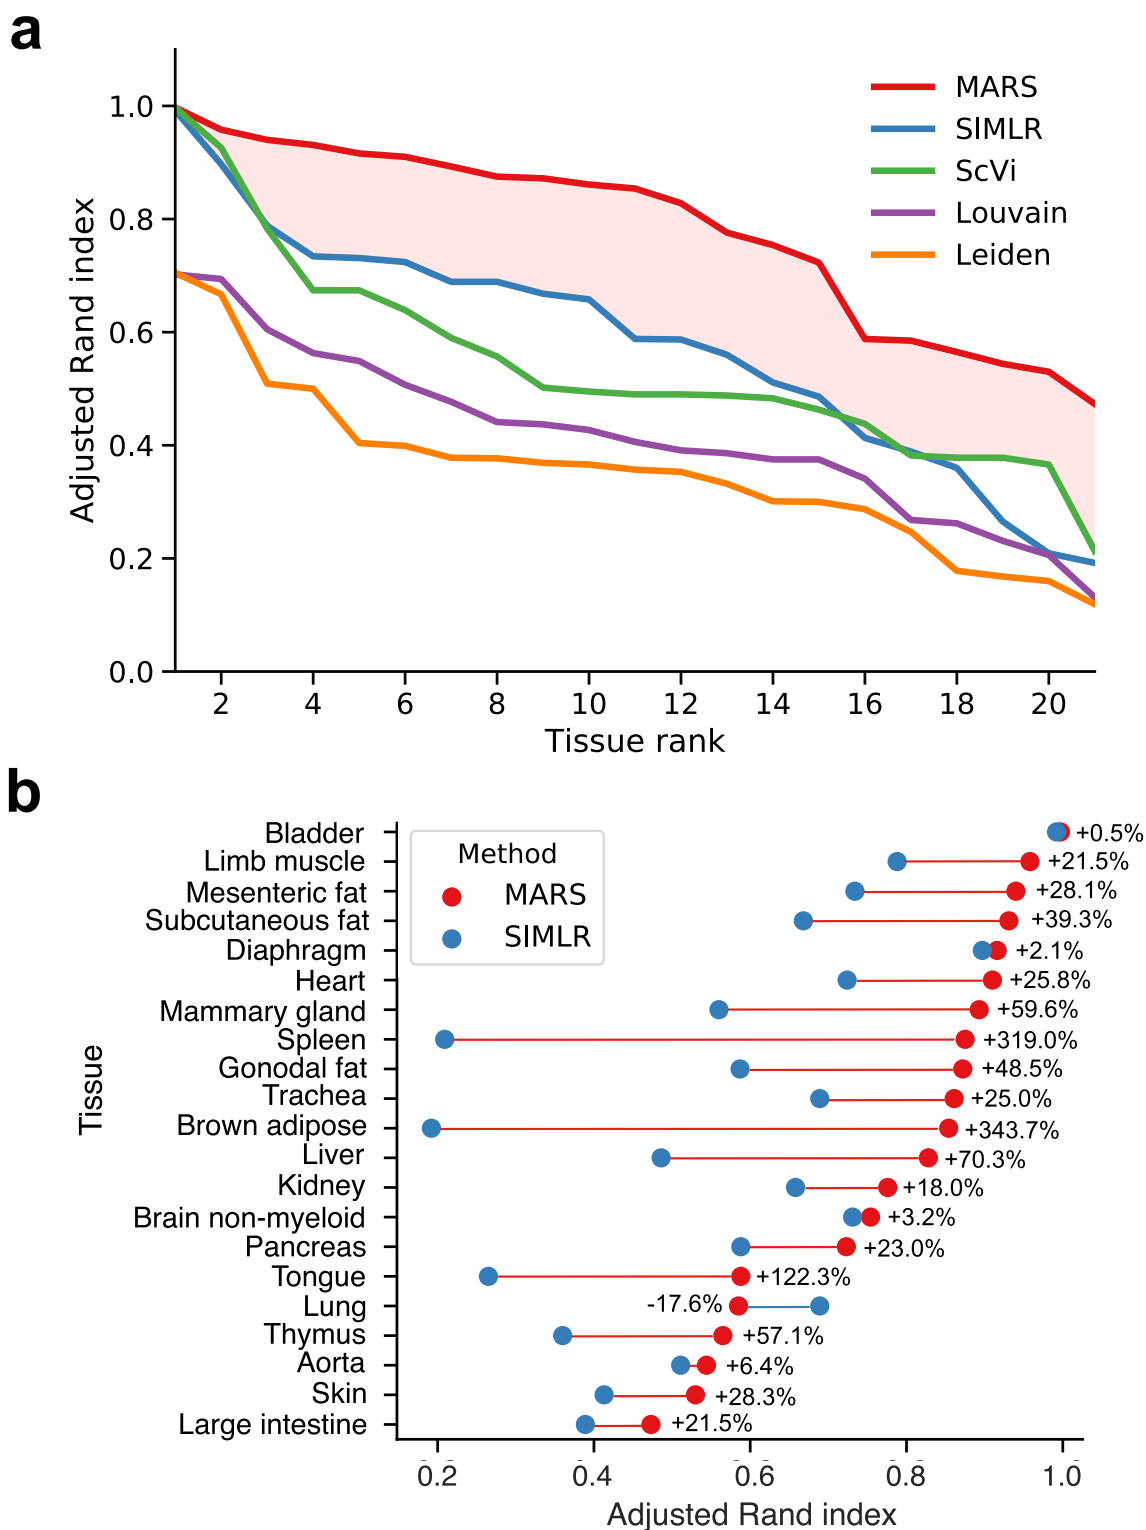 a
MARS
SIMLR
ScVi
Louvain
Leiden
Adjusted Rand index
1.0
0.8
0.6
0.4
0.2
0.0
2 4 6 8 10 12 14 16 18 20
Tissue rank
b
Method
MARS
SIMLR
Tissue
Bladder +0.5%
Limb muscle +21.5%
Mesenteric fat +28.1%
Subcutaneous fat +39.3%
Diaphragm +2.1%
Heart +25.8%
Mammary gland +59.6%
Spleen +319.0%
Gonodal fat +48.5%
Trachea +25.0%
Brown adipose +343.7%
Liver +70.3%
Kidney +18.0%
Brain non-myeloid +3.2%
Pancreas +23.0%
Tongue +122.3%
Lung -17.6%
Thymus +57.1%
Aorta +6.4%
Skin +28.3%
Large intestine +21.5%
0.2 0.4 0.6 0.8 1.0
Adjusted Rand index